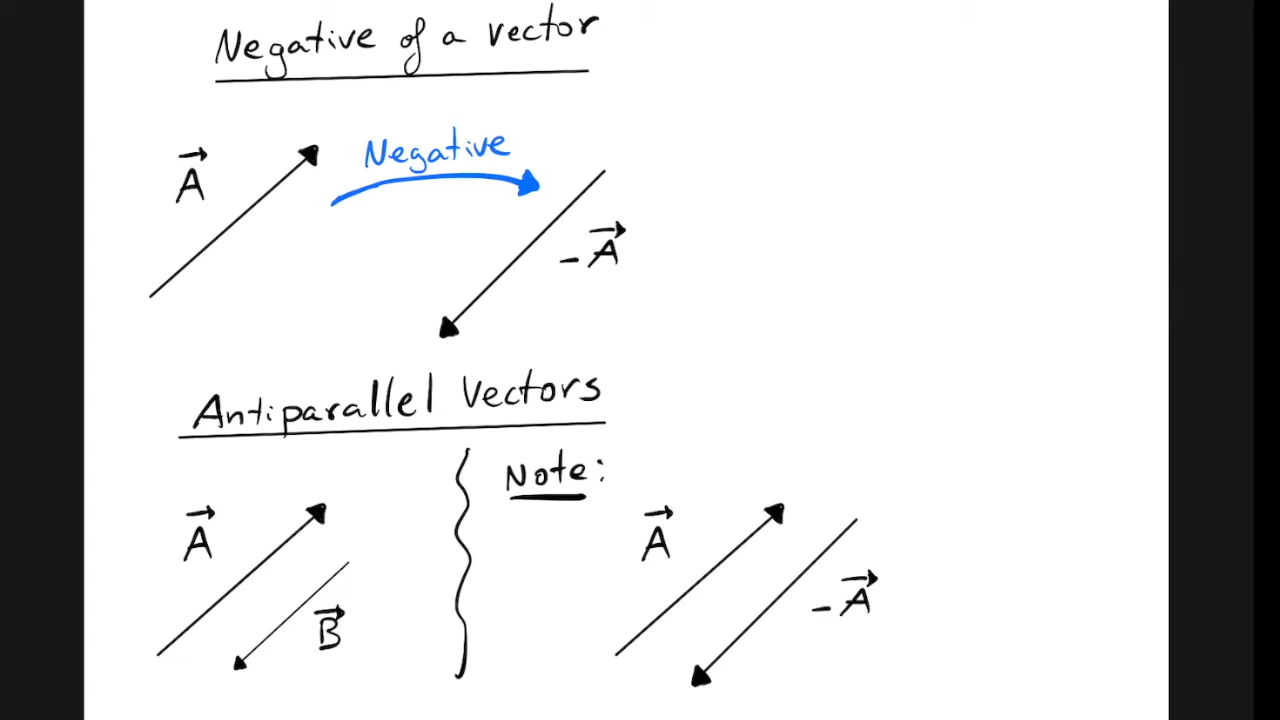 Negative of a vector
A⃗
Negative
-A⃗
Antiparallel Vectors
Note:
A⃗
B⃗
A⃗
-A⃗